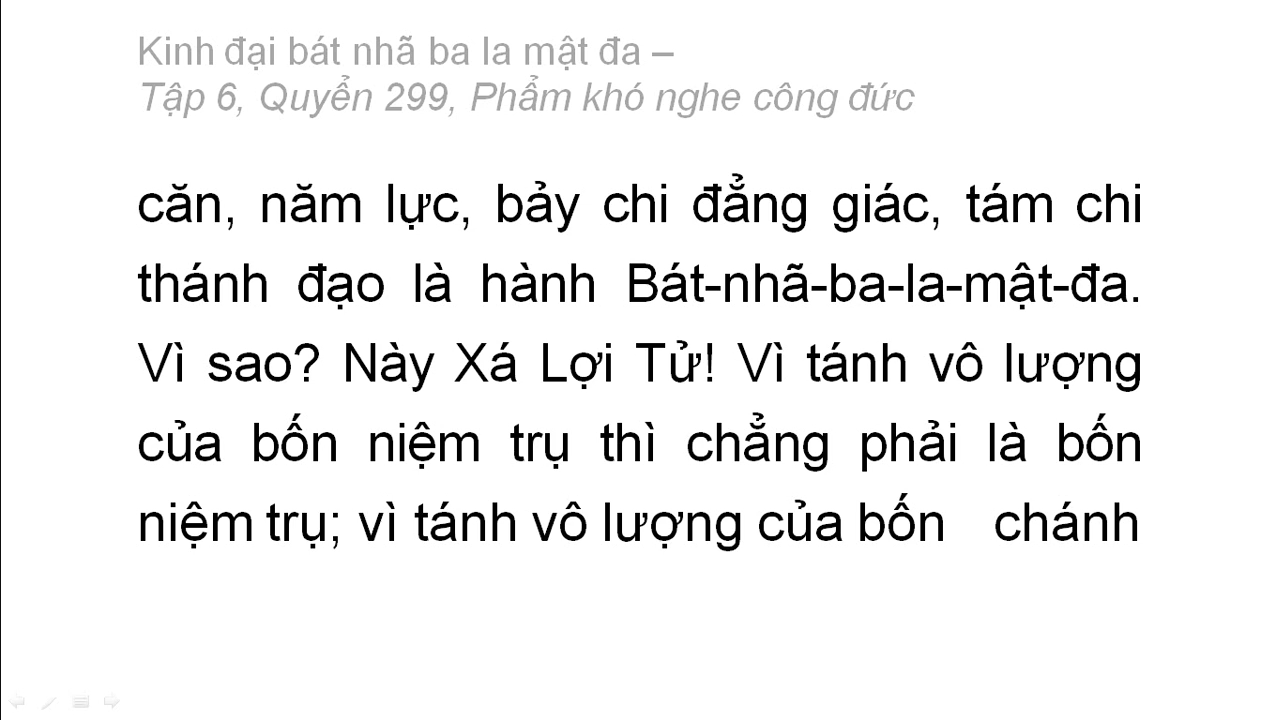 Kinh đại bát nhã ba la mật đa –
Tập 6, Quyển 299, Phẩm khó nghe công đức
căn, năm lực, bảy chi đẳng giác, tám chi
thánh đạo là hành Bát-nhã-ba-la-mật-đa.
Vì sao? Này Xá Lợi Tử! Vì tánh vô lượng
của bốn niệm trụ thì chẳng phải là bốn
niệm trụ; vì tánh vô lượng của bốn chánh